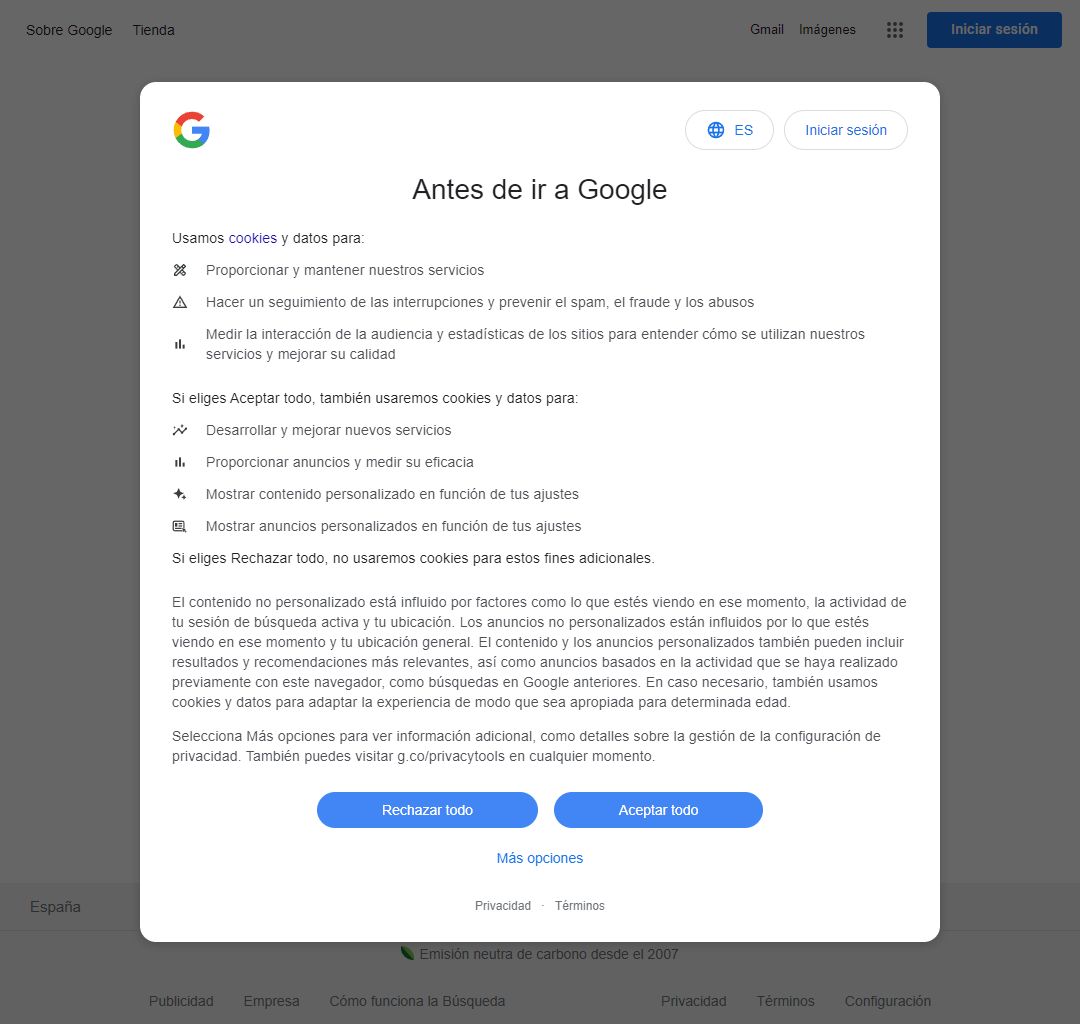 Sobre Google Tienda Gmail Imágenes Iniciar sesión
ES Iniciar sesión
Antes de ir a Google
Usamos cookies y datos para:
Proporcionar y mantener nuestros servicios
Hacer un seguimiento de las interrupciones y prevenir el spam, el fraude y los abusos
Medir la interacción de la audiencia y estadísticas de los sitios para entender cómo se utilizan nuestros
servicios y mejorar su calidad
Si eliges Aceptar todo, también usaremos cookies y datos para:
Desarrollar y mejorar nuevos servicios
Proporcionar anuncios y medir su eficacia
Mostrar contenido personalizado en función de tus ajustes
Mostrar anuncios personalizados en función de tus ajustes
Si eliges Rechazar todo, no usaremos cookies para estos fines adicionales.
El contenido no personalizado está influido por factores como lo que estés viendo en ese momento, la actividad de
tu sesión de búsqueda activa y tu ubicación. Los anuncios no personalizados están influidos por lo que estés
viendo en ese momento y tu ubicación general. El contenido y los anuncios personalizados también pueden incluir
resultados y recomendaciones más relevantes, así como anuncios basados en la actividad que se haya realizado
previamente con este navegador, como búsquedas en Google anteriores. En caso necesario, también usamos
cookies y datos para adaptar la experiencia de modo que sea apropiada para determinada edad.
Selecciona Más opciones para ver información adicional, como detalles sobre la gestión de la configuración de
privacidad. También puedes visitar g.co/privacytools en cualquier momento.
Rechazar todo Aceptar todo
Más opciones
Privacidad · Términos
España
Emisión neutra de carbono desde el 2007
Publicidad Empresa Cómo funciona la Búsqueda Privacidad Términos Configuración